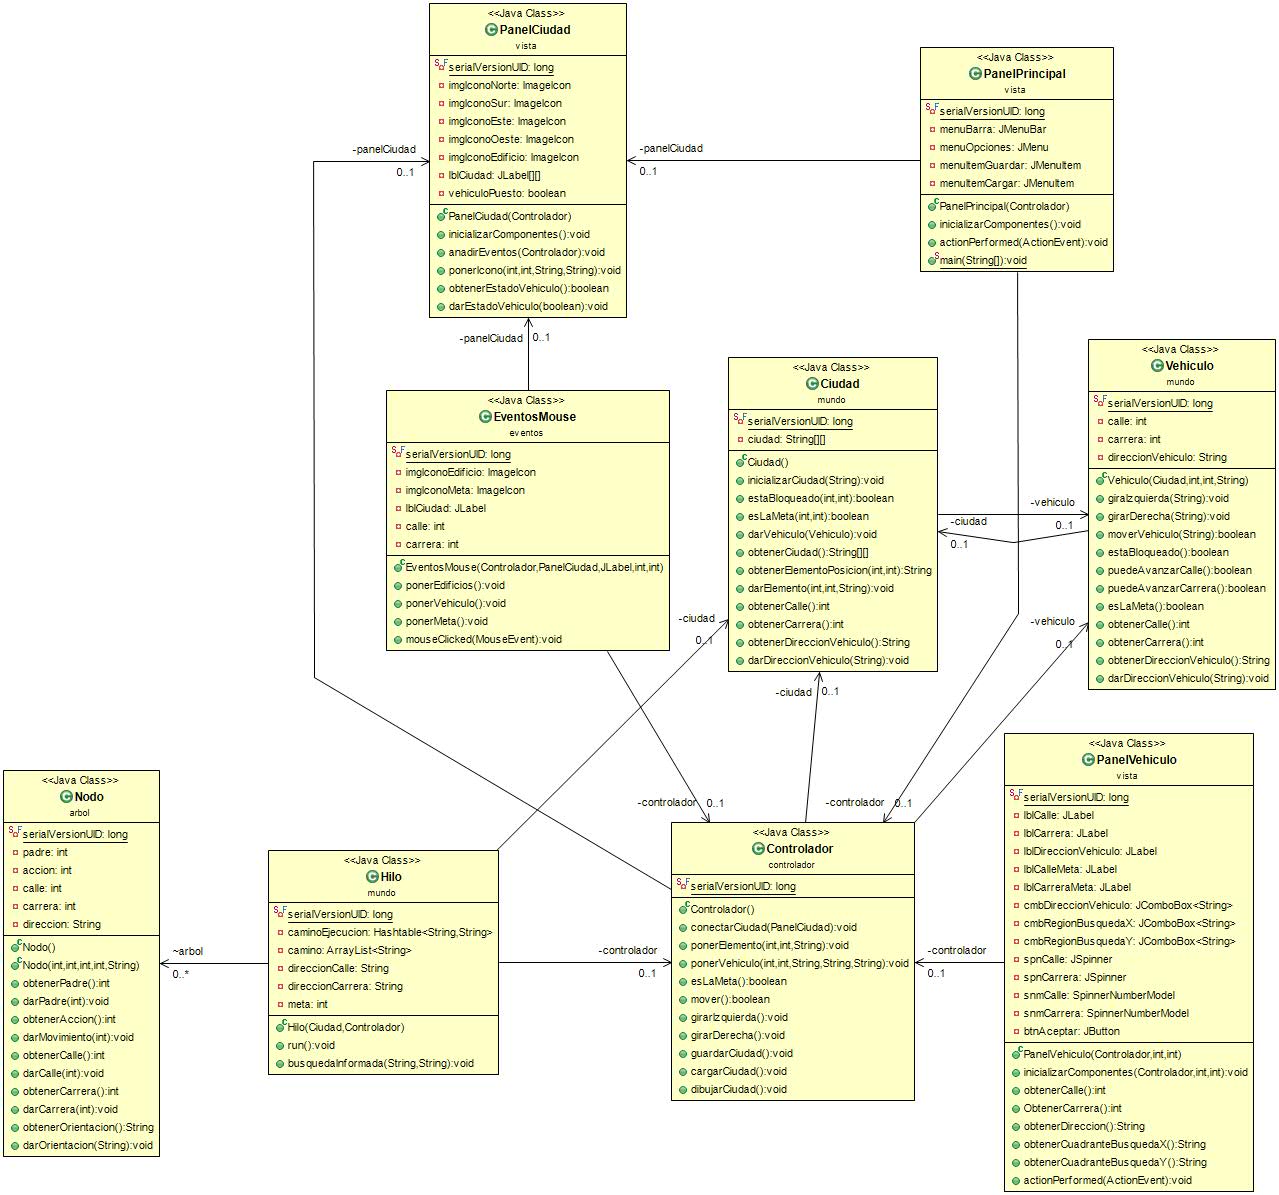 <<Java Class>>
PanelCiudad
vista
serialVersionUID: long
imgIconoNorte: ImageIcon
imgIconoSur: ImageIcon
imgIconoEste: ImageIcon
imgIconoOeste: ImageIcon
imgIconoEdificio: ImageIcon
lblCiudad: JLabel[][]
vehiculoPuesto: boolean
PanelCiudad(Controlador)
inicializarComponentes():void
anadirEventos(Controlador):void
ponerIcono(int,int,String,String):void
obtenerEstadoVehiculo():boolean
darEstadoVehiculo(boolean):void
<<Java Class>>
PanelPrincipal
vista
serialVersionUID: long
menuBarra: JMenuBar
menuOpciones: JMenu
menuItemGuardar: JMenuItem
menuItemCargar: JMenuItem
PanelPrincipal(Controlador)
inicializarComponentes():void
actionPerformed(ActionEvent):void
main(String[]):void
-panelCiudad
0..1
-panelCiudad
0..1
-panelCiudad
0..1
<<Java Class>>
EventosMouse
eventos
serialVersionUID: long
imgIconoEdificio: ImageIcon
imgIconoMeta: ImageIcon
lblCiudad: JLabel
calle: int
carrera: int
EventosMouse(Controlador,PanelCiudad,JLabel,int,int)
ponerEdificios():void
ponerVehiculo():void
ponerMeta():void
mouseClicked(MouseEvent):void
<<Java Class>>
Ciudad
mundo
serialVersionUID: long
ciudad: String[][]
Ciudad()
inicializarCiudad(String):void
estaBloqueado(int,int):boolean
esLaMeta(int,int):boolean
darVehiculo(Vehiculo):void
obtenerCiudad():String[][]
obtenerElementoPosicion(int,int):String
darElemento(int,int,String):void
obtenerCalle():int
obtenerCarrera():int
obtenerDireccionVehiculo():String
darDireccionVehiculo(String):void
<<Java Class>>
Vehiculo
mundo
serialVersionUID: long
calle: int
carrera: int
direccionVehiculo: String
Vehiculo(Ciudad,int,int,String)
giraIzquierda(String):void
girarDerecha(String):void
moverVehiculo(String):boolean
estaBloqueado():boolean
puedeAvanzarCalle():boolean
puedeAvanzarCarrera():boolean
esLaMeta():boolean
obtenerCalle():int
obtenerCarrera():int
obtenerDireccionVehiculo():String
darDireccionVehiculo(String):void
-vehiculo
0..1
-ciudad
0..1
-ciudad
0..1
-vehiculo
0..1
-ciudad
0..1
-controlador
0..1
-controlador
0..1
<<Java Class>>
Nodo
arbol
serialVersionUID: long
padre: int
accion: int
calle: int
carrera: int
direccion: String
Nodo()
Nodo(int,int,int,int,String)
obtenerPadre():int
darPadre(int):void
obtenerAccion():int
darMovimiento(int):void
obtenerCalle():int
darCalle(int):void
obtenerCarrera():int
darCarrera(int):void
obtenerOrientacion():String
darOrientacion(String):void
~arbol
0..*
<<Java Class>>
Hilo
mundo
serialVersionUID: long
caminoEjecucion: Hashtable<String,String>
camino: ArrayList<String>
direccionCalle: String
direccionCarrera: String
meta: int
Hilo(Ciudad,Controlador)
run():void
busquedaInformada(String,String):void
-controlador
0..1
<<Java Class>>
Controlador
controlador
serialVersionUID: long
Controlador()
conectarCiudad(PanelCiudad):void
ponerElemento(int,int,String):void
ponerVehiculo(int,int,String,String,String):void
esLaMeta():boolean
mover():boolean
girarIzquierda():void
girarDerecha():void
guardarCiudad():void
cargarCiudad():void
dibujarCiudad():void
-controlador
0..1
<<Java Class>>
PanelVehiculo
vista
serialVersionUID: long
lblCalle: JLabel
lblCarrera: JLabel
lblDireccionVehiculo: JLabel
lblCalleMeta: JLabel
lblCarreraMeta: JLabel
cmbDireccionVehiculo: JComboBox<String>
cmbRegionBusquedaX: JComboBox<String>
cmbRegionBusquedaY: JComboBox<String>
spnCalle: JSpinner
spnCarrera: JSpinner
snmCalle: SpinnerNumberModel
snmCarrera: SpinnerNumberModel
btnAceptar: JButton
PanelVehiculo(Controlador,int,int)
inicializarComponentes(Controlador,int,int):void
obtenerCalle():int
ObtenerCarrera():int
obtenerDireccion():String
obtenerCuadranteBusquedaX():String
obtenerCuadranteBusquedaY():String
actionPerformed(ActionEvent):void